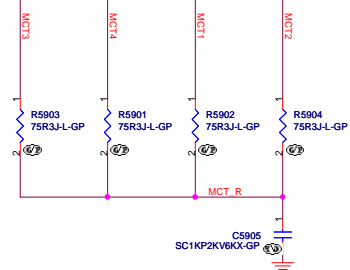 MCT3
MCT4
MCT1
MCT2
1
1
1
1
R5903
75R3J-L-GP
R5901
75R3J-L-GP
R5902
75R3J-L-GP
R5904
75R3J-L-GP
2
2
2
2
MCT_R
1
C5905
SC1KP2KV6KX-GP